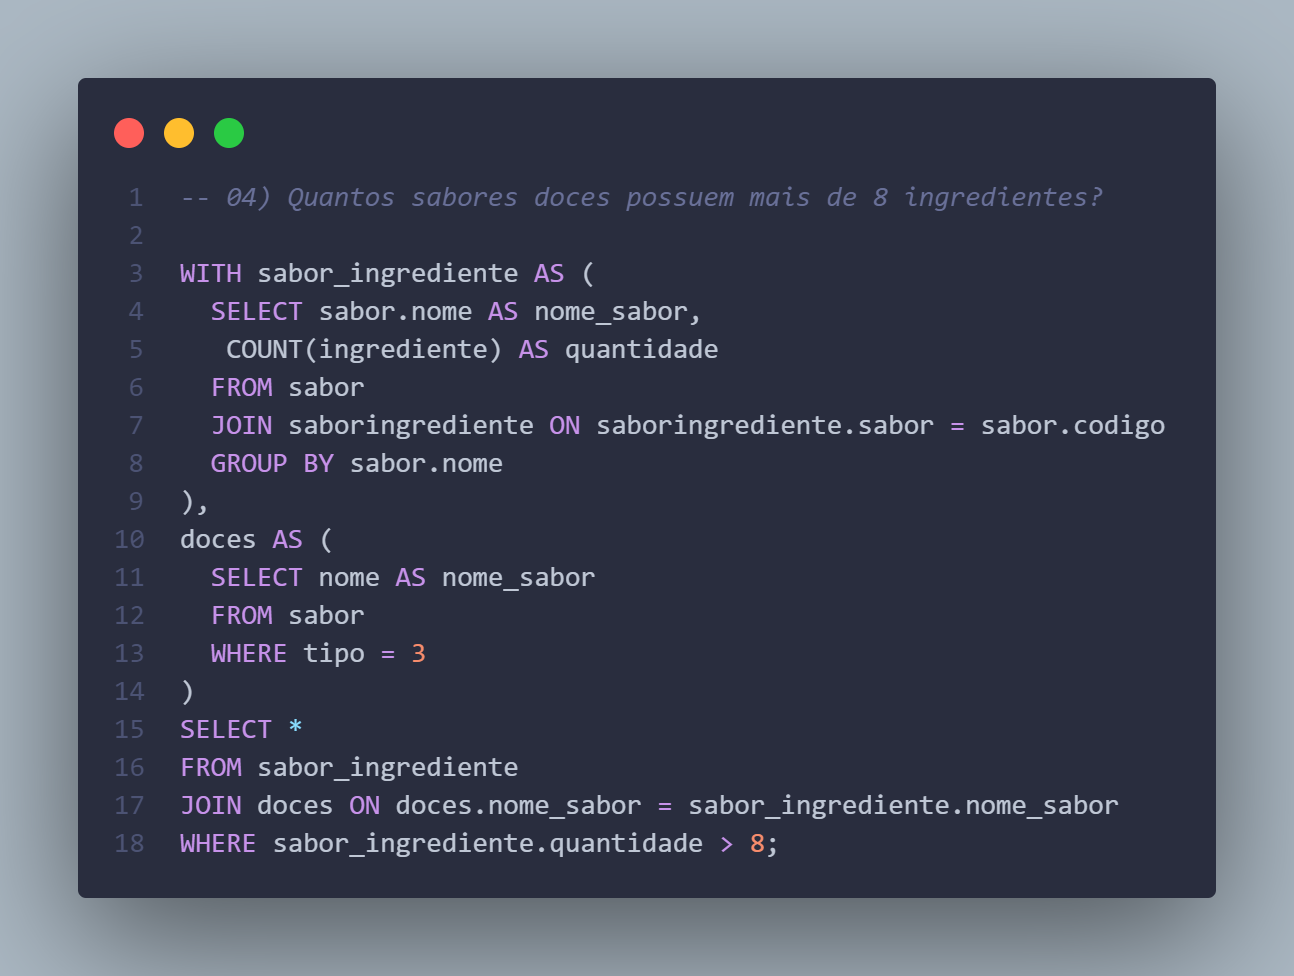 1 -- 04) Quantos sabores doces possuem mais de 8 ingredientes?
2
3 WITH sabor_ingrediente AS (
4   SELECT sabor.nome AS nome_sabor,
5    COUNT(ingrediente) AS quantidade
6   FROM sabor
7   JOIN saboringrediente ON saboringrediente.sabor = sabor.codigo
8   GROUP BY sabor.nome
9 ),
10 doces AS (
11   SELECT nome AS nome_sabor
12   FROM sabor
13   WHERE tipo = 3
14 )
15 SELECT *
16 FROM sabor_ingrediente
17 JOIN doces ON doces.nome_sabor = sabor_ingrediente.nome_sabor
18 WHERE sabor_ingrediente.quantidade > 8;